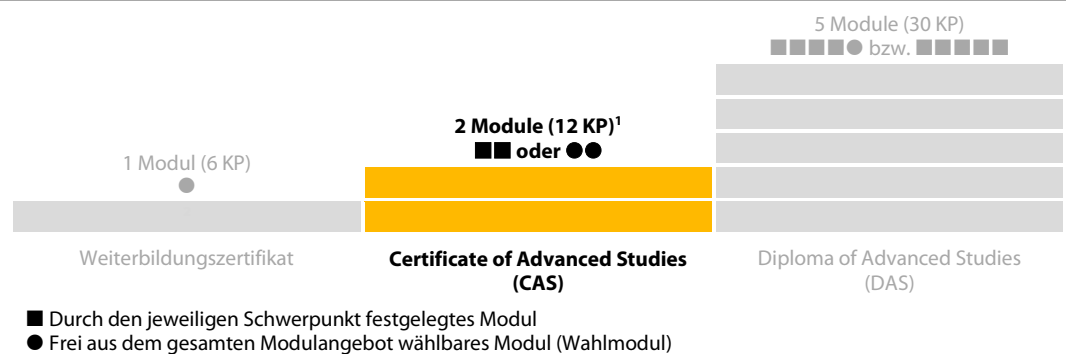 5 Module (30 KP)
■■■■● bzw. ■■■■■
2 Module (12 KP)¹
■■ oder ●●
1 Modul (6 KP)
●
Weiterbildungszertifikat
Certificate of Advanced Studies
(CAS)
Diploma of Advanced Studies
(DAS)
■ Durch den jeweiligen Schwerpunkt festgelegtes Modul
● Frei aus dem gesamten Modulangebot wählbares Modul (Wahlmodul)